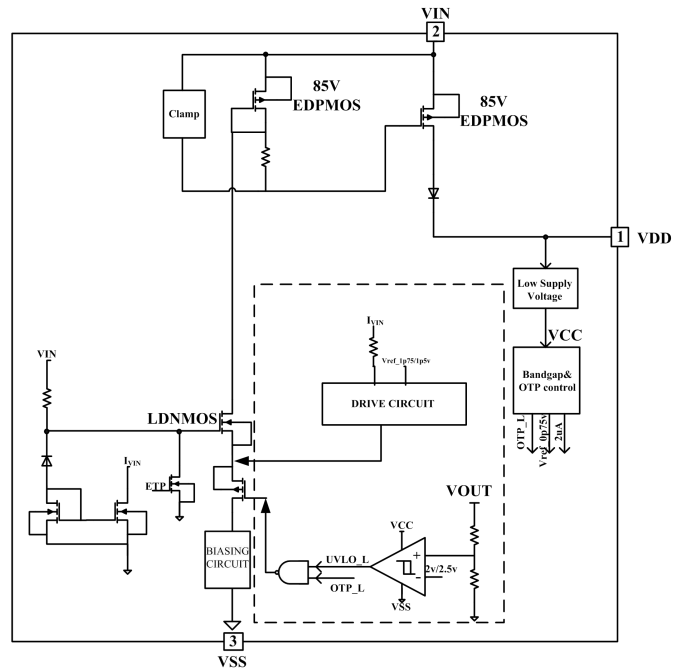 VIN
2
85V
EDPMOS
85V
EDPMOS
Clamp
1
VDD
Low Supply
Voltage
VCC
Bandgap&
OTP control
OTP_L
Vref_0p75v
2uA
I_VIN
Vref_1p75/1p5v
DRIVE CIRCUIT
VIN
LDNMOS
I_VIN
ETP
VOUT
VCC
+
-
2v/2.5v
UVLO_L
OTP_L
VSS
BIASING
CIRCUIT
3
VSS